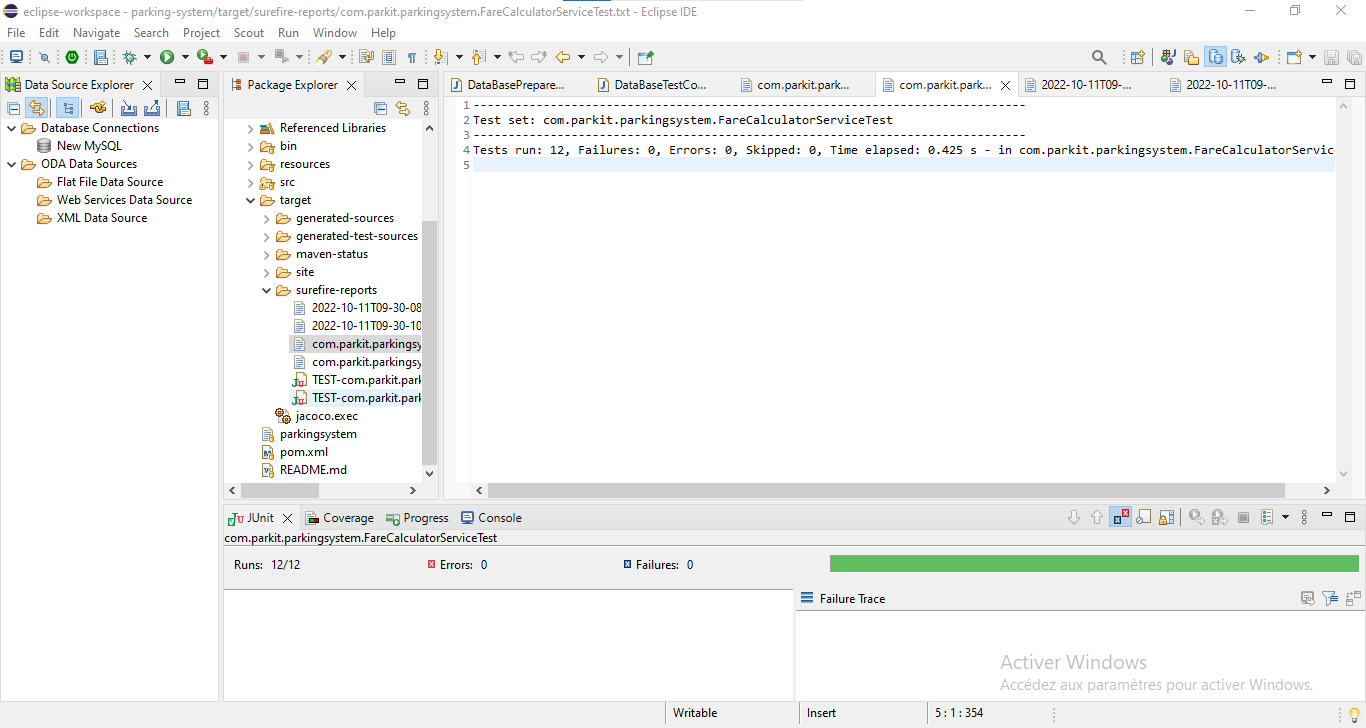 eclipse-workspace - parking-system/target/surefire-reports/com.parkit.parkingsystem.FareCalculatorServiceTest.txt - Eclipse IDE
File Edit Navigate Search Project Scout Run Window Help
Data Source Explorer
Database Connections
New MySQL
ODA Data Sources
Flat File Data Source
Web Services Data Source
XML Data Source
Package Explorer
Referenced Libraries
bin
resources
src
target
generated-sources
generated-test-sources
maven-status
site
surefire-reports
2022-10-11T09-30-08
2022-10-11T09-30-10
com.parkit.parkingsy
com.parkit.parkingsy
TEST-com.parkit.park
TEST-com.parkit.park
jacoco.exec
parkingsystem
pom.xml
README.md
DataBasePrepare... DataBaseTestCo... com.parkit.park... com.parkit.park... 2022-10-11T09-... 2022-10-11T09-...
1 -------------------------------------------------------------------------------
2 Test set: com.parkit.parkingsystem.FareCalculatorServiceTest
3 -------------------------------------------------------------------------------
4 Tests run: 12, Failures: 0, Errors: 0, Skipped: 0, Time elapsed: 0.425 s - in com.parkit.parkingsystem.FareCalculatorServic
5
JUnit Coverage Progress Console
com.parkit.parkingsystem.FareCalculatorServiceTest
Runs: 12/12 Errors: 0 Failures: 0
Failure Trace
Activer Windows
Accédez aux paramètres pour activer Windows.
Writable Insert 5 : 1 : 354